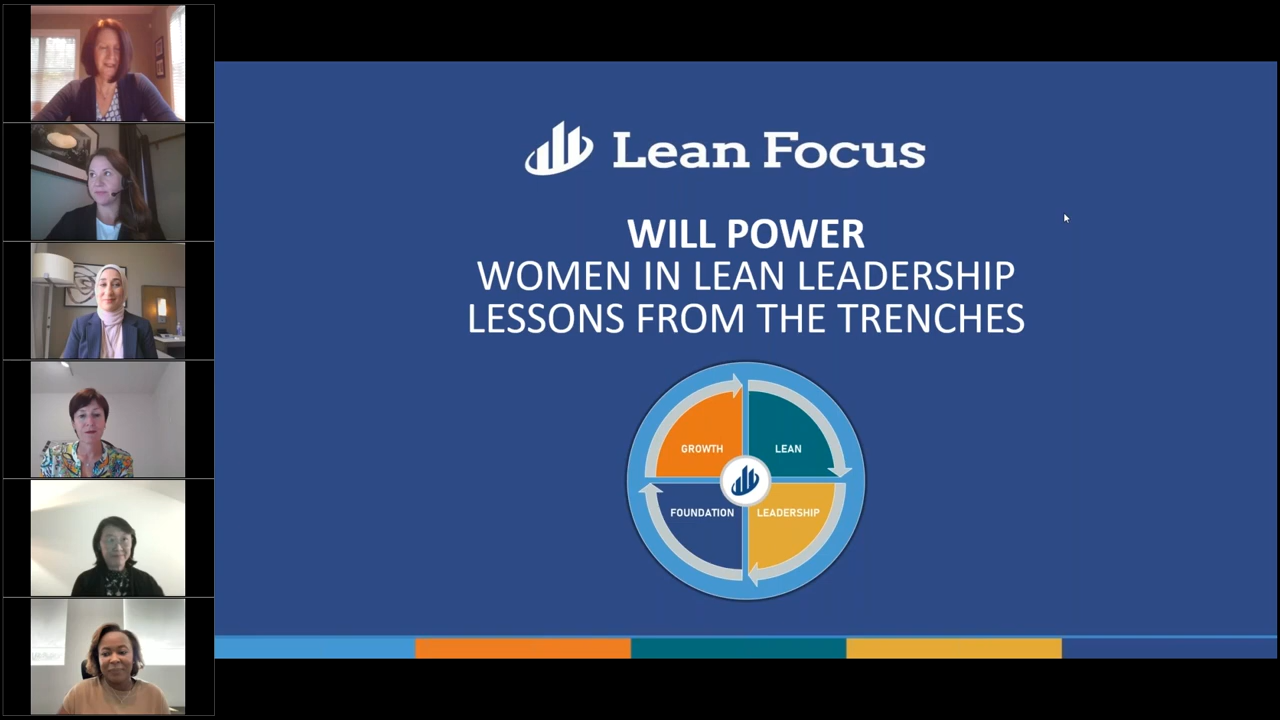 Lean Focus
WILL POWER
WOMEN IN LEAN LEADERSHIP
LESSONS FROM THE TRENCHES
GROWTH
LEAN
FOUNDATION
LEADERSHIP